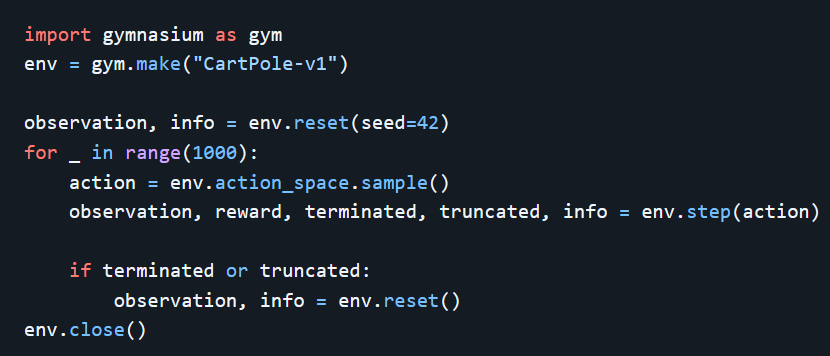 import gymnasium as gym
env = gym.make("CartPole-v1")

observation, info = env.reset(seed=42)
for _ in range(1000):
    action = env.action_space.sample()
    observation, reward, terminated, truncated, info = env.step(action)

    if terminated or truncated:
        observation, info = env.reset()
env.close()